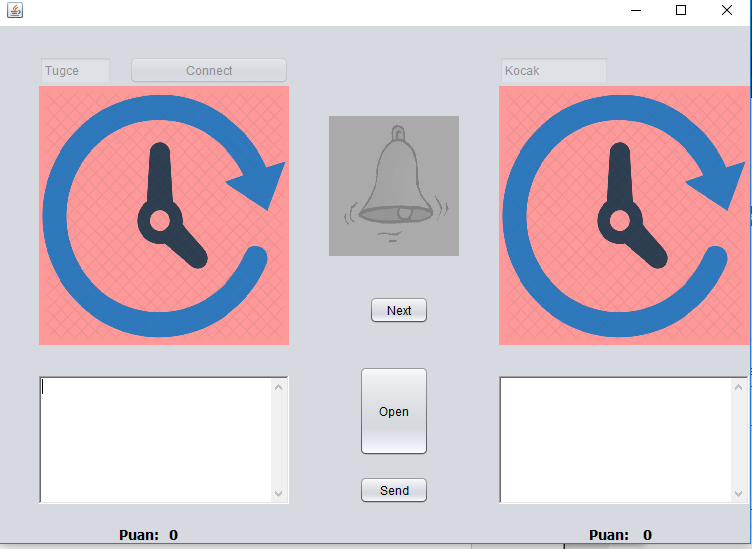 Tugce
Connect
Kocak
Next
Open
Send
Puan: 0
Puan: 0